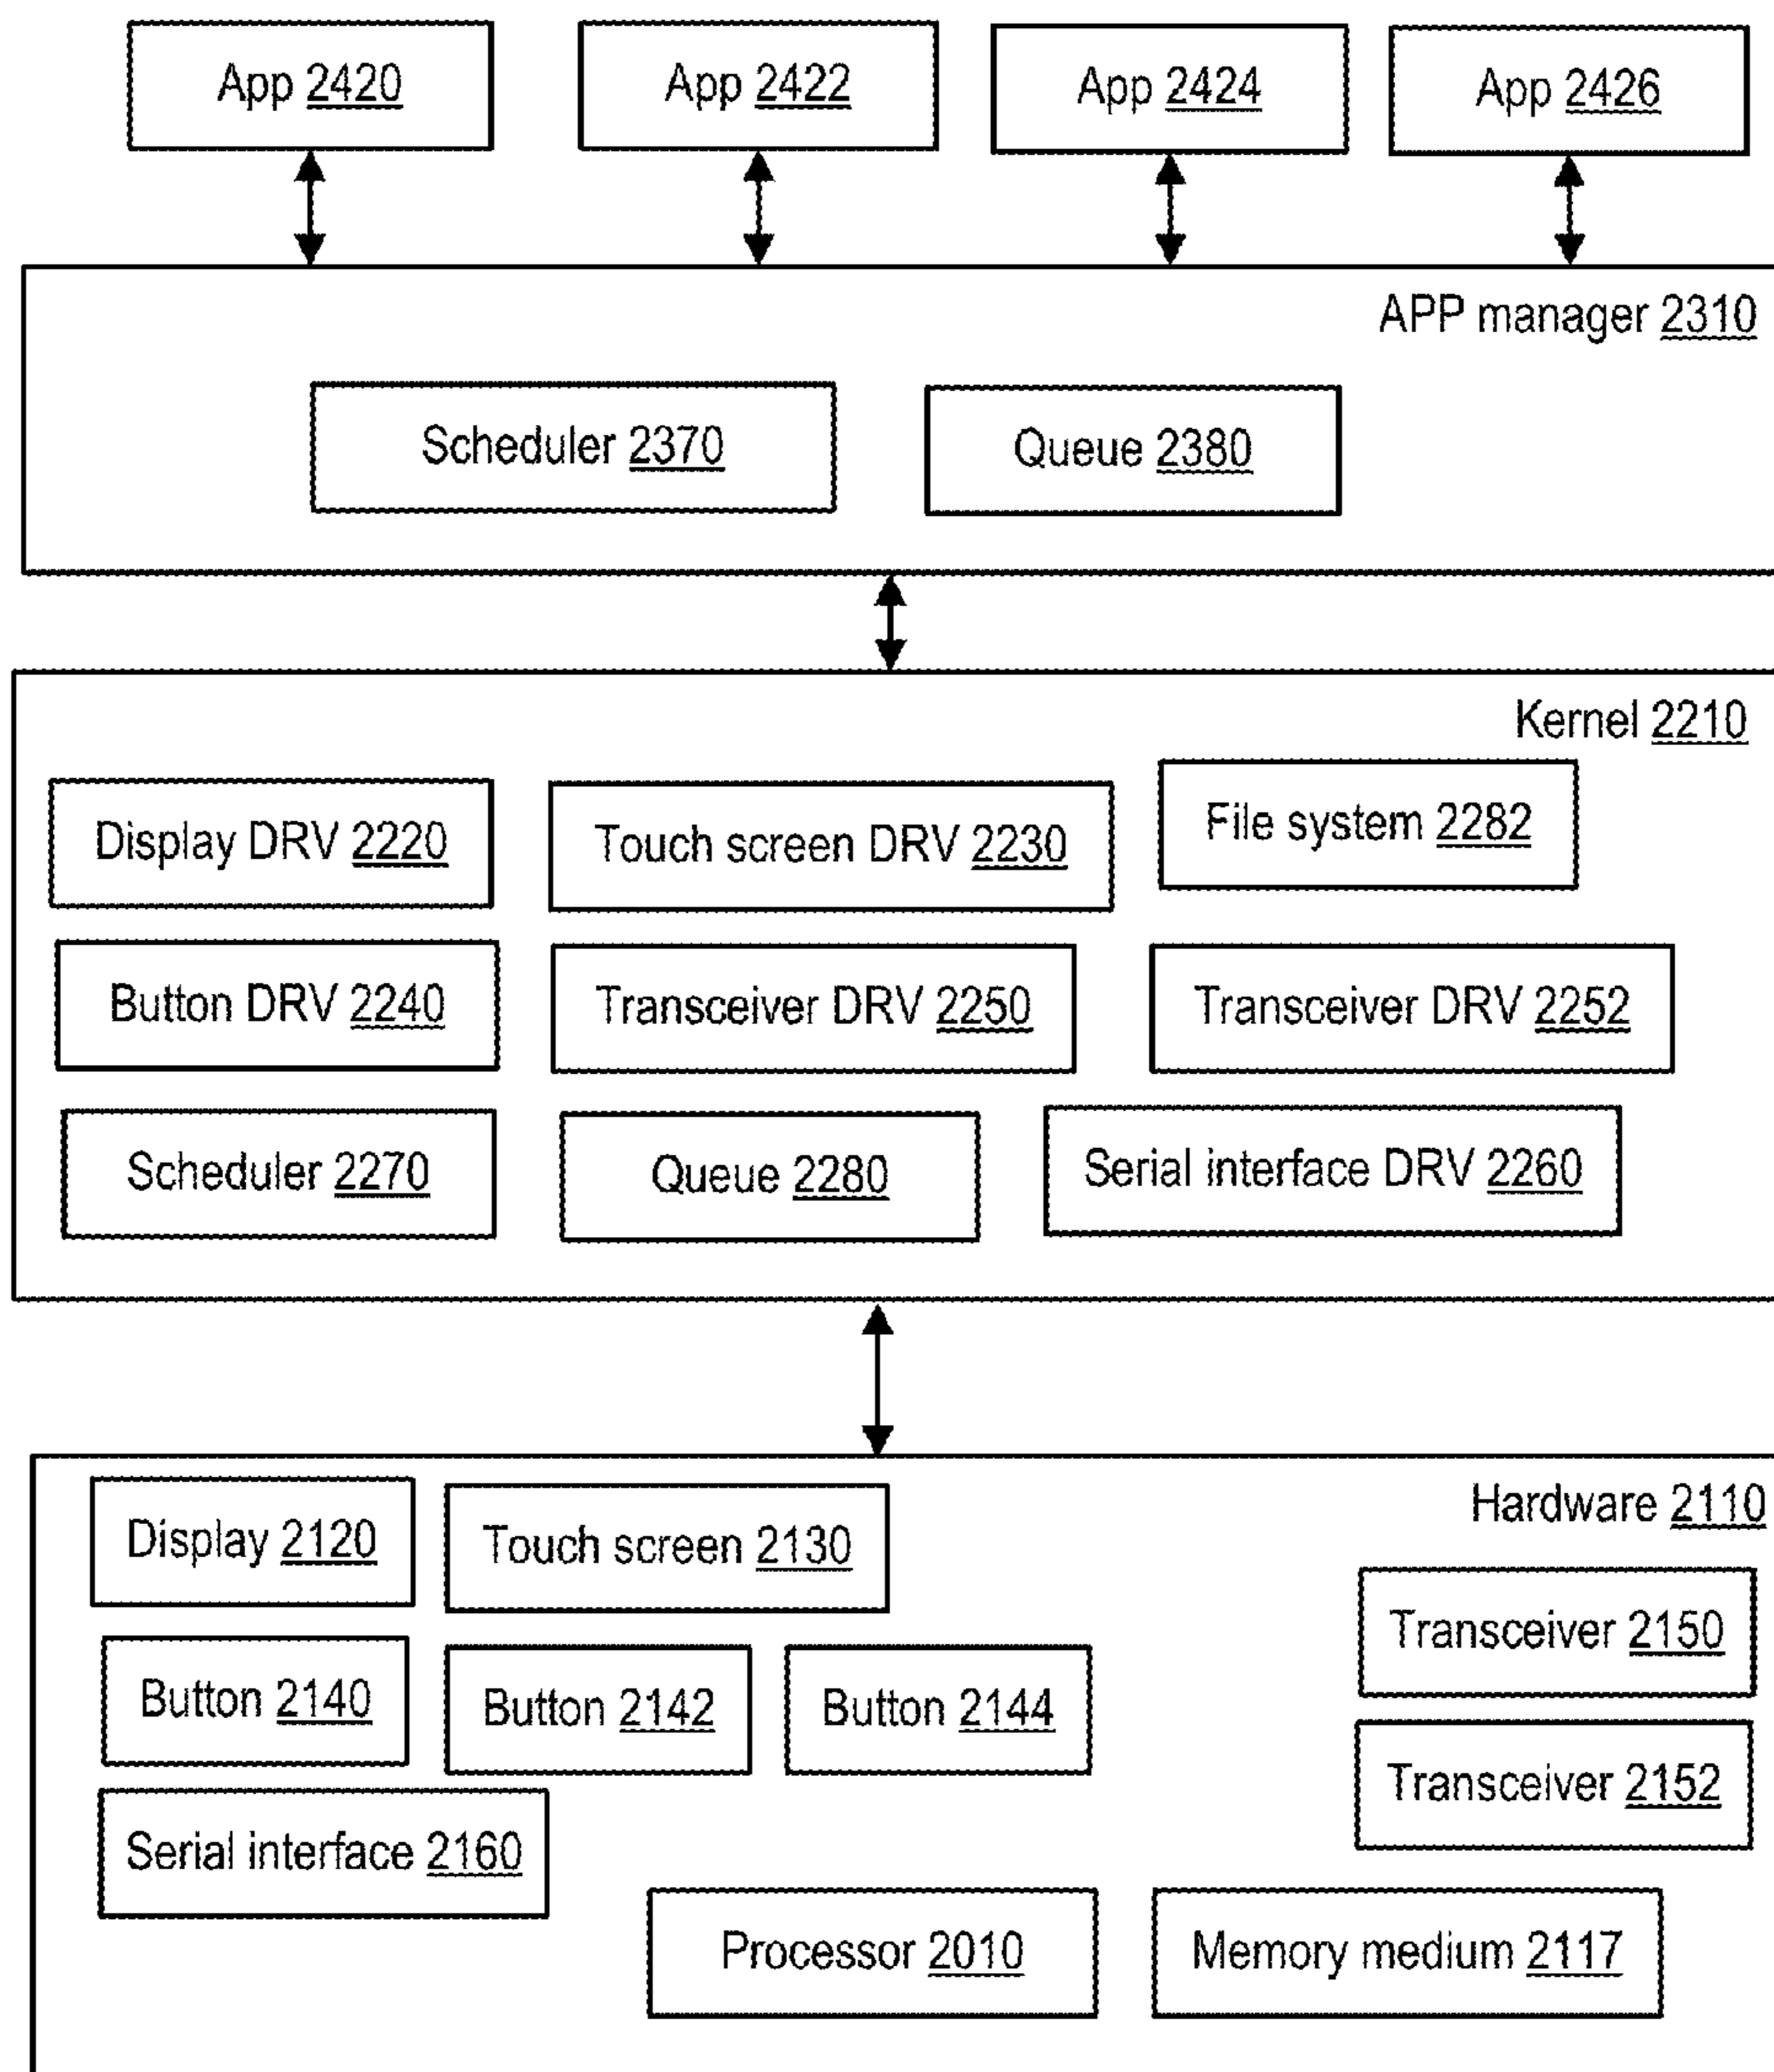 App 2420
App 2422
App 2424
App 2426
APP manager 2310
Scheduler 2370
Queue 2380
Kernel 2210
Display DRV 2220
Touch screen DRV 2230
File system 2282
Button DRV 2240
Transceiver DRV 2250
Transceiver DRV 2252
Scheduler 2270
Queue 2280
Serial interface DRV 2260
Hardware 2110
Display 2120
Touch screen 2130
Transceiver 2150
Button 2140
Button 2142
Button 2144
Transceiver 2152
Serial interface 2160
Processor 2010
Memory medium 2117